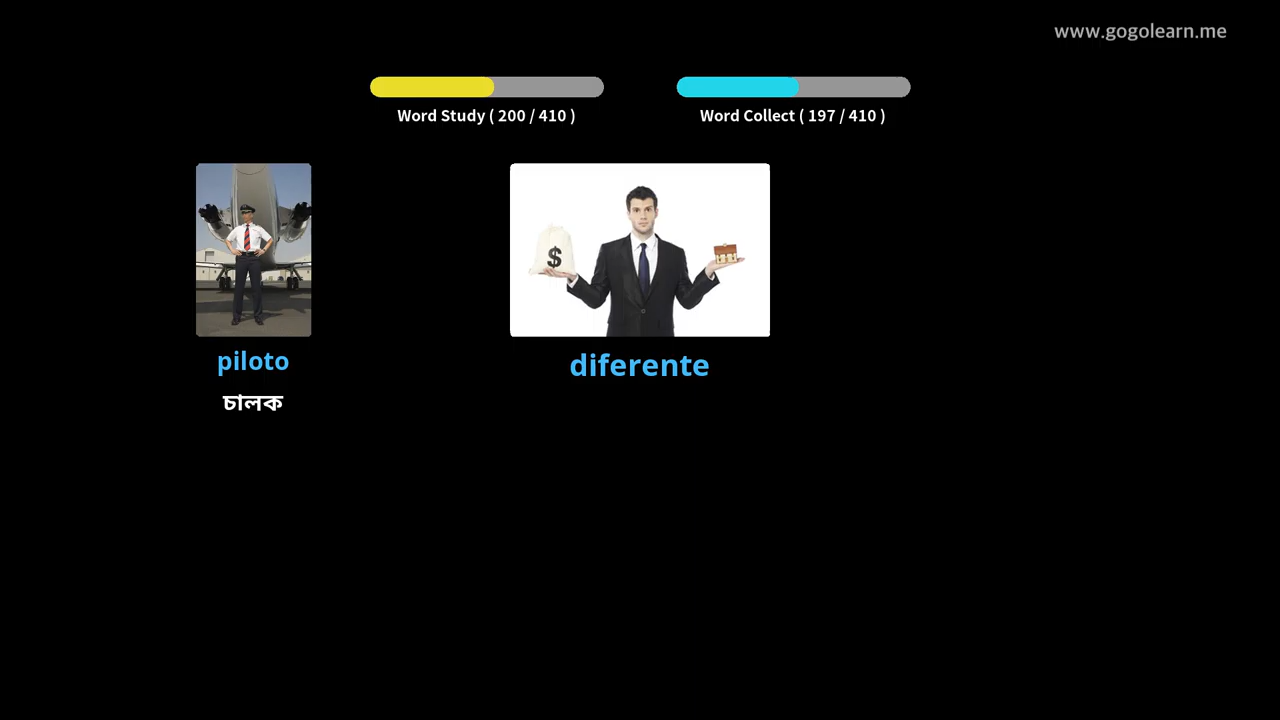 www.gogolearn.me
Word Study ( 200 / 410 )
Word Collect ( 197 / 410 )
$
piloto
চালক
diferente